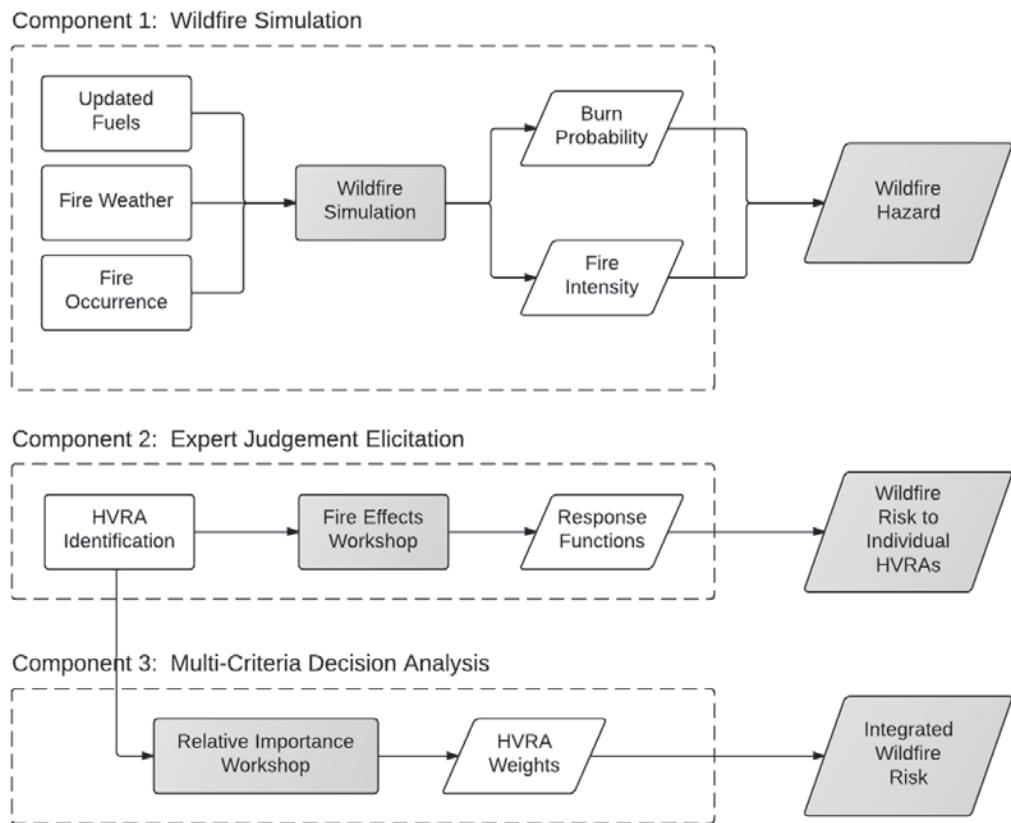 Component 1:  Wildfire Simulation
Updated
Fuels
Fire Weather
Fire
Occurrence
Wildfire
Simulation
Burn
Probability
Fire
Intensity
Wildfire
Hazard
Component 2:  Expert Judgement Elicitation
HVRA
Identification
Fire Effects
Workshop
Response
Functions
Wildfire
Risk to
Individual
HVRAs
Component 3:  Multi-Criteria Decision Analysis
Relative Importance
Workshop
HVRA
Weights
Integrated
Wildfire
Risk